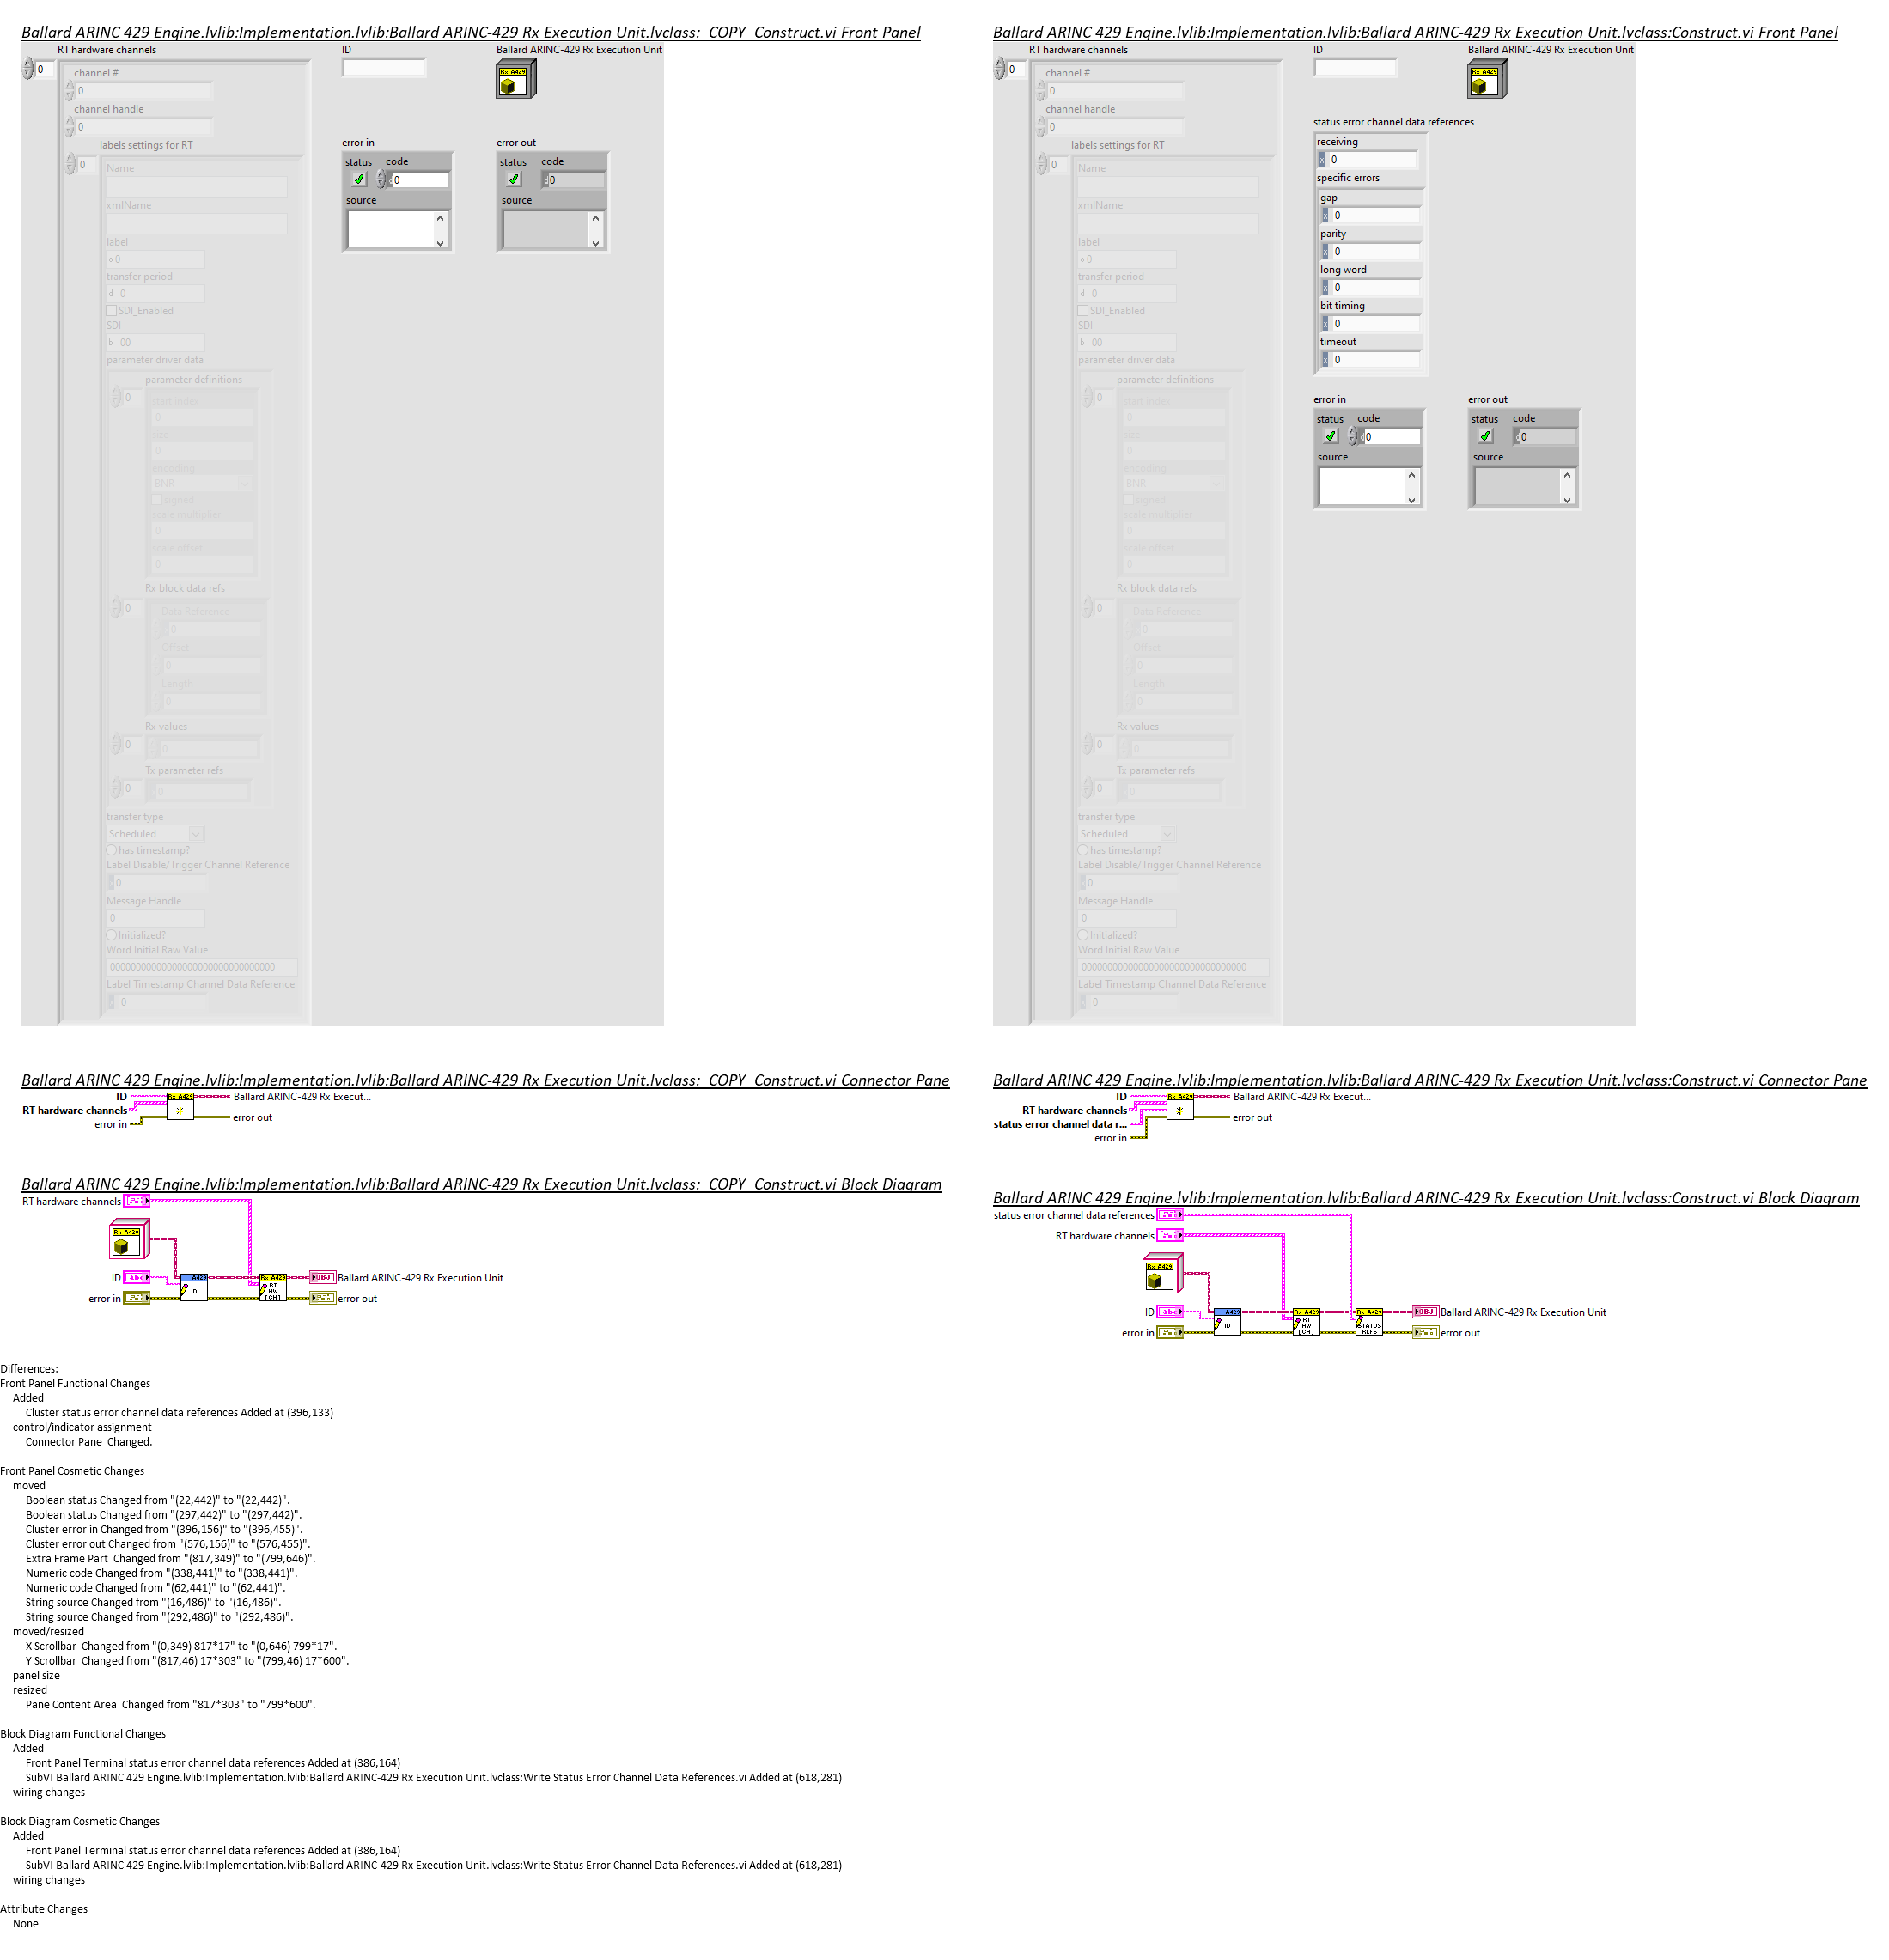 Ballard ARINC 429 Engine.lvlib:Implementation.lvlib:Ballard ARINC-429 Rx Execution Unit.lvclass:_COPY_Construct.vi Front Panel
RT hardware channels
ID
Ballard ARINC-429 Rx Execution Unit
0
channel #
Rx A429
0
channel handle
0
error in
error out
labels settings for RT
status
code
status
code
0
Name
0
0
source
source
xmlName
label
0
transfer period
d 0
SDI_Enabled
SDI
b 00
parameter driver data
parameter definitions
0
start index
0
size
0
encoding
BNR
signed
scale multiplier
0
scale offset
0
Rx block data refs
0
Data Reference
0
Offset
0
Length
0
Rx values
0
0
Tx parameter refs
0
0
transfer type
Scheduled
has timestamp?
Label Disable/Trigger Channel Reference
0
Message Handle
0
Initialized?
Word Initial Raw Value
00000000000000000000000000000000
Label Timestamp Channel Data Reference
0
Ballard ARINC 429 Engine.lvlib:Implementation.lvlib:Ballard ARINC-429 Rx Execution Unit.lvclass:Construct.vi Front Panel
RT hardware channels
ID
Ballard ARINC-429 Rx Execution Unit
0
channel #
Rx A429
0
channel handle
0
status error channel data references
receiving
x 0
specific errors
gap
x 0
parity
x 0
long word
x 0
bit timing
x 0
timeout
x 0
error in
error out
status
code
status
code
0
0
source
source
labels settings for RT
0
Name
xmlName
label
0
transfer period
d 0
SDI_Enabled
SDI
b 00
parameter driver data
parameter definitions
0
start index
0
size
0
encoding
BNR
signed
scale multiplier
0
scale offset
0
Rx block data refs
0
Data Reference
0
Offset
0
Length
0
Rx values
0
0
Tx parameter refs
0
0
transfer type
Scheduled
has timestamp?
Label Disable/Trigger Channel Reference
0
Message Handle
0
Initialized?
Word Initial Raw Value
00000000000000000000000000000000
Label Timestamp Channel Data Reference
0
Ballard ARINC 429 Engine.lvlib:Implementation.lvlib:Ballard ARINC-429 Rx Execution Unit.lvclass:_COPY_Construct.vi Connector Pane
ID
Rx A429
Ballard ARINC-429 Rx Execut...
RT hardware channels
error in
error out
Ballard ARINC 429 Engine.lvlib:Implementation.lvlib:Ballard ARINC-429 Rx Execution Unit.lvclass:Construct.vi Connector Pane
ID
Rx A429
Ballard ARINC-429 Rx Execut...
RT hardware channels
status error channel data r...
error in
error out
Ballard ARINC 429 Engine.lvlib:Implementation.lvlib:Ballard ARINC-429 Rx Execution Unit.lvclass:_COPY_Construct.vi Block Diagram
RT hardware channels
Rx A429
ID
abc
A429
ID
Rx A429
RT
HW
[CH]
OBJ
Ballard ARINC-429 Rx Execution Unit
error in
error out
Ballard ARINC 429 Engine.lvlib:Implementation.lvlib:Ballard ARINC-429 Rx Execution Unit.lvclass:Construct.vi Block Diagram
status error channel data references
RT hardware channels
Rx A429
ID
abc
A429
ID
Rx A429
RT
HW
[CH]
Rx A429
STATUS
REFS
OBJ
Ballard ARINC-429 Rx Execution Unit
error in
error out
Differences:
Front Panel Functional Changes
Added
Cluster status error channel data references Added at (396,133)
control/indicator assignment
Connector Pane  Changed.
Front Panel Cosmetic Changes
moved
Boolean status Changed from "(22,442)" to "(22,442)".
Boolean status Changed from "(297,442)" to "(297,442)".
Cluster error in Changed from "(396,156)" to "(396,455)".
Cluster error out Changed from "(576,156)" to "(576,455)".
Extra Frame Part  Changed from "(817,349)" to "(799,646)".
Numeric code Changed from "(338,441)" to "(338,441)".
Numeric code Changed from "(62,441)" to "(62,441)".
String source Changed from "(16,486)" to "(16,486)".
String source Changed from "(292,486)" to "(292,486)".
moved/resized
X Scrollbar  Changed from "(0,349) 817*17" to "(0,646) 799*17".
Y Scrollbar  Changed from "(817,46) 17*303" to "(799,46) 17*600".
panel size
resized
Pane Content Area  Changed from "817*303" to "799*600".
Block Diagram Functional Changes
Added
Front Panel Terminal status error channel data references Added at (386,164)
SubVI Ballard ARINC 429 Engine.lvlib:Implementation.lvlib:Ballard ARINC-429 Rx Execution Unit.lvclass:Write Status Error Channel Data References.vi Added at (618,281)
wiring changes
Block Diagram Cosmetic Changes
Added
Front Panel Terminal status error channel data references Added at (386,164)
SubVI Ballard ARINC 429 Engine.lvlib:Implementation.lvlib:Ballard ARINC-429 Rx Execution Unit.lvclass:Write Status Error Channel Data References.vi Added at (618,281)
wiring changes
Attribute Changes
None